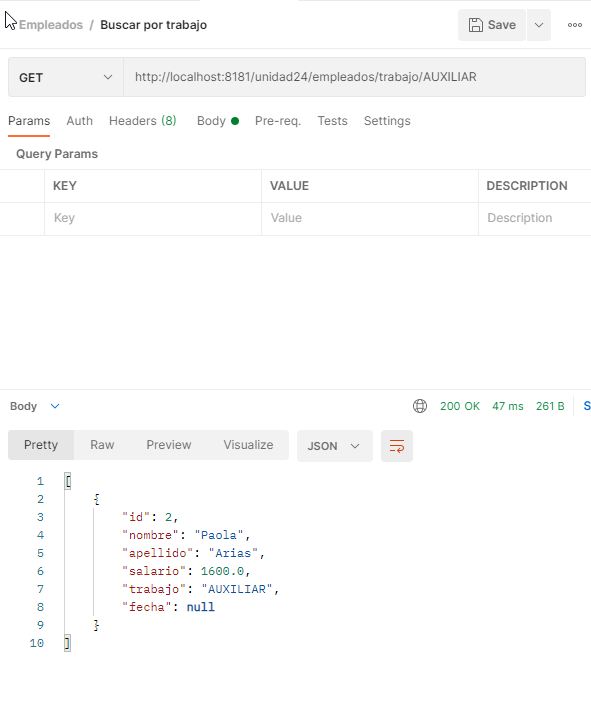 Empleados / Buscar por trabajo
Save
GET
http://localhost:8181/unidad24/empleados/trabajo/AUXILIAR
Params Auth Headers (8) Body Pre-req. Tests Settings
Query Params
KEY VALUE DESCRIPTION
Key Value Description
Body 200 OK 47 ms 261 B S
Pretty Raw Preview Visualize JSON
1 [
2 {
3 "id": 2,
4 "nombre": "Paola",
5 "apellido": "Arias",
6 "salario": 1600.0,
7 "trabajo": "AUXILIAR",
8 "fecha": null
9 }
10 ]